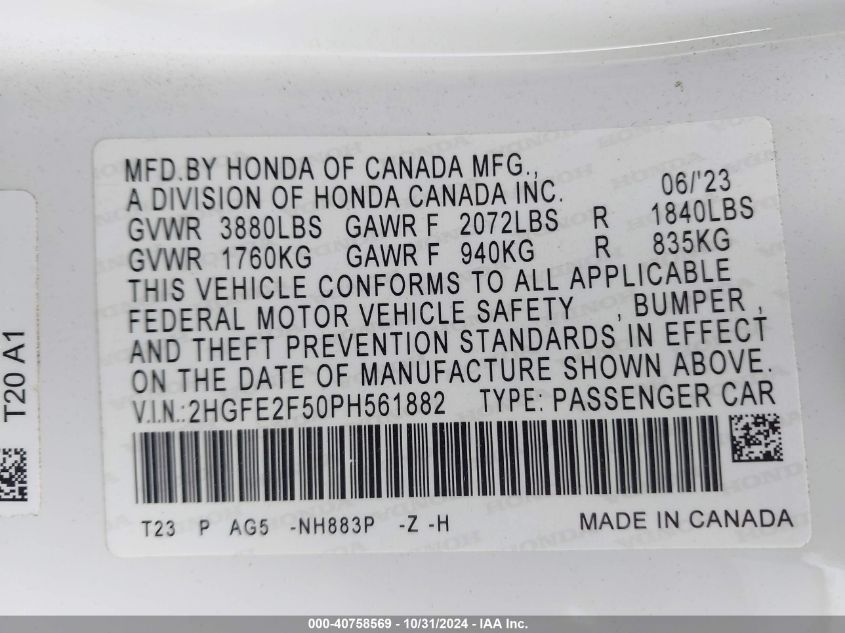 MFD.BY HONDA OF CANADA MFG.,
A DIVISION OF HONDA CANADA INC. 06/'23
GVWR 3880LBS GAWR F 2072LBS R 1840LBS
GVWR 1760KG GAWR F 940KG R 835KG
THIS VEHICLE CONFORMS TO ALL APPLICABLE
FEDERAL MOTOR VEHICLE SAFETY , BUMPER ,
AND THEFT PREVENTION STANDARDS IN EFFECT
ON THE DATE OF MANUFACTURE SHOWN ABOVE.
V.I.N.:2HGFE2F50PH561882 TYPE: PASSENGER CAR
T23 P AG5 -NH883P -Z -H MADE IN CANADA
T20 A1
000-40758569 - 10/31/2024 - IAA Inc.